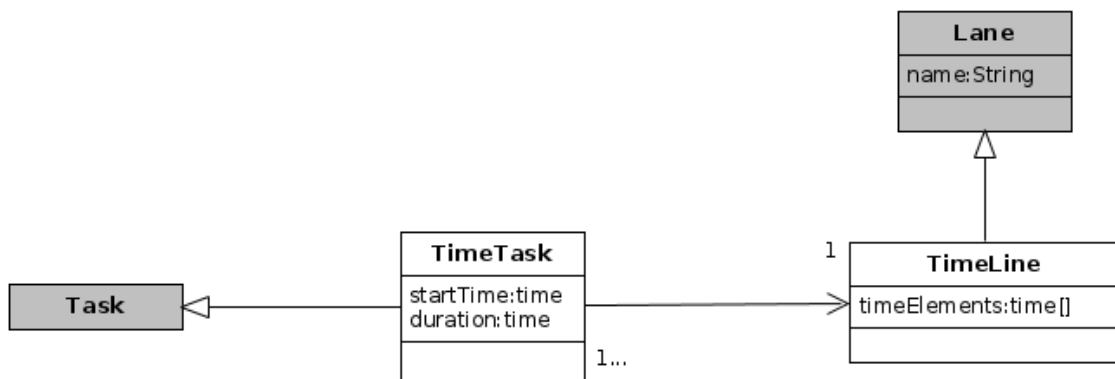 Lane
name:String
TimeTask
startTime:time
duration:time
1...
1
TimeLine
timeElements:time[]
Task